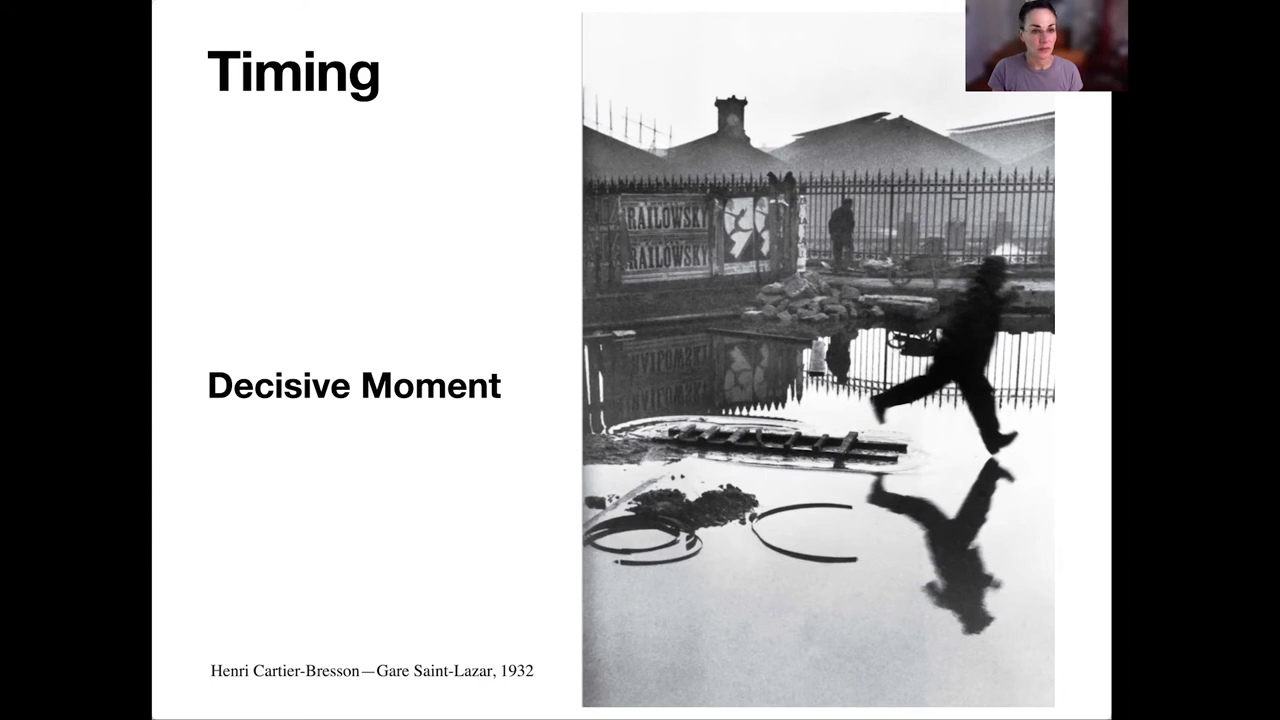 Timing
RAILOWSKY
RAILOWSKY
Decisive Moment
Henri Cartier-Bresson—Gare Saint-Lazar, 1932